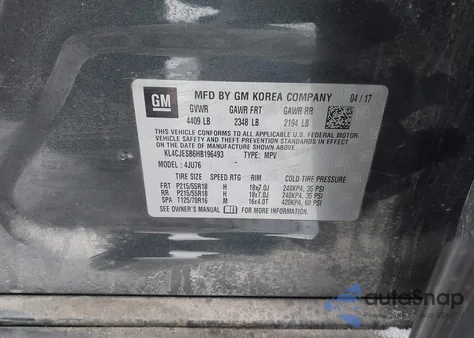 GM
MFD BY GM KOREA COMPANY 04/17
GVWR GAWR FRT GAWR RR
4409 LB 2348 LB 2194 LB
THIS VEHICLE CONFORMS TO ALL APPLICABLE U.S. FEDERAL MOTOR
VEHICLE SAFETY, BUMPER, AND THEFT PREVENTION STANDARDS IN
EFFECT ON THE DATE OF MANUFACTURE SHOWN ABOVE.
KL4CJESB6HB196493 TYPE: MPV
MODEL: 4JU76
TIRE SIZE SPEED RTG RIM COLD TIRE PRESSURE
FRT P215/55R18 H 18x7.0J 240KPA, 35 PSI
RR P215/55R18 H 18x7.0J 240KPA, 35 PSI
SPA T125/70R16 M 16x4.0T 420KPA, 60 PSI
SEE OWNER'S MANUAL FOR MORE INFORMATION.
autoSnap